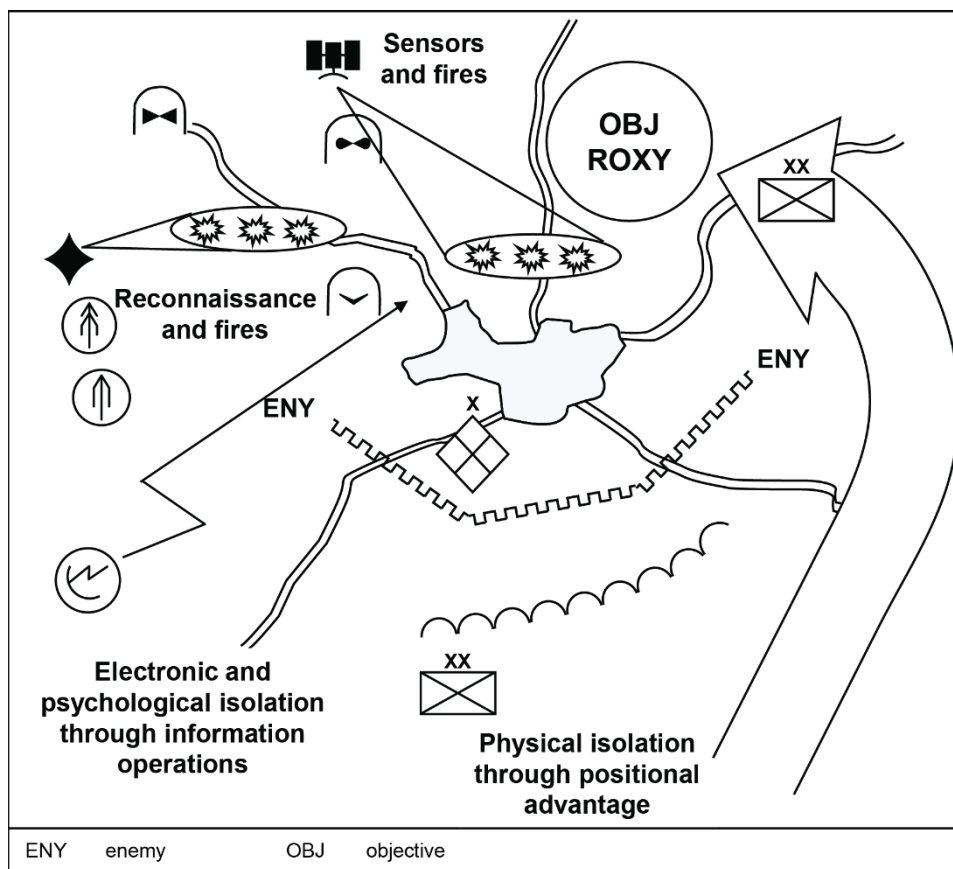 Sensors
and fires
OBJ
ROXY
XX
Reconnaissance
and fires
ENY
ENY
X
XX
Electronic and
psychological isolation
through information
operations
Physical isolation
through positional
advantage
ENY enemy OBJ objective